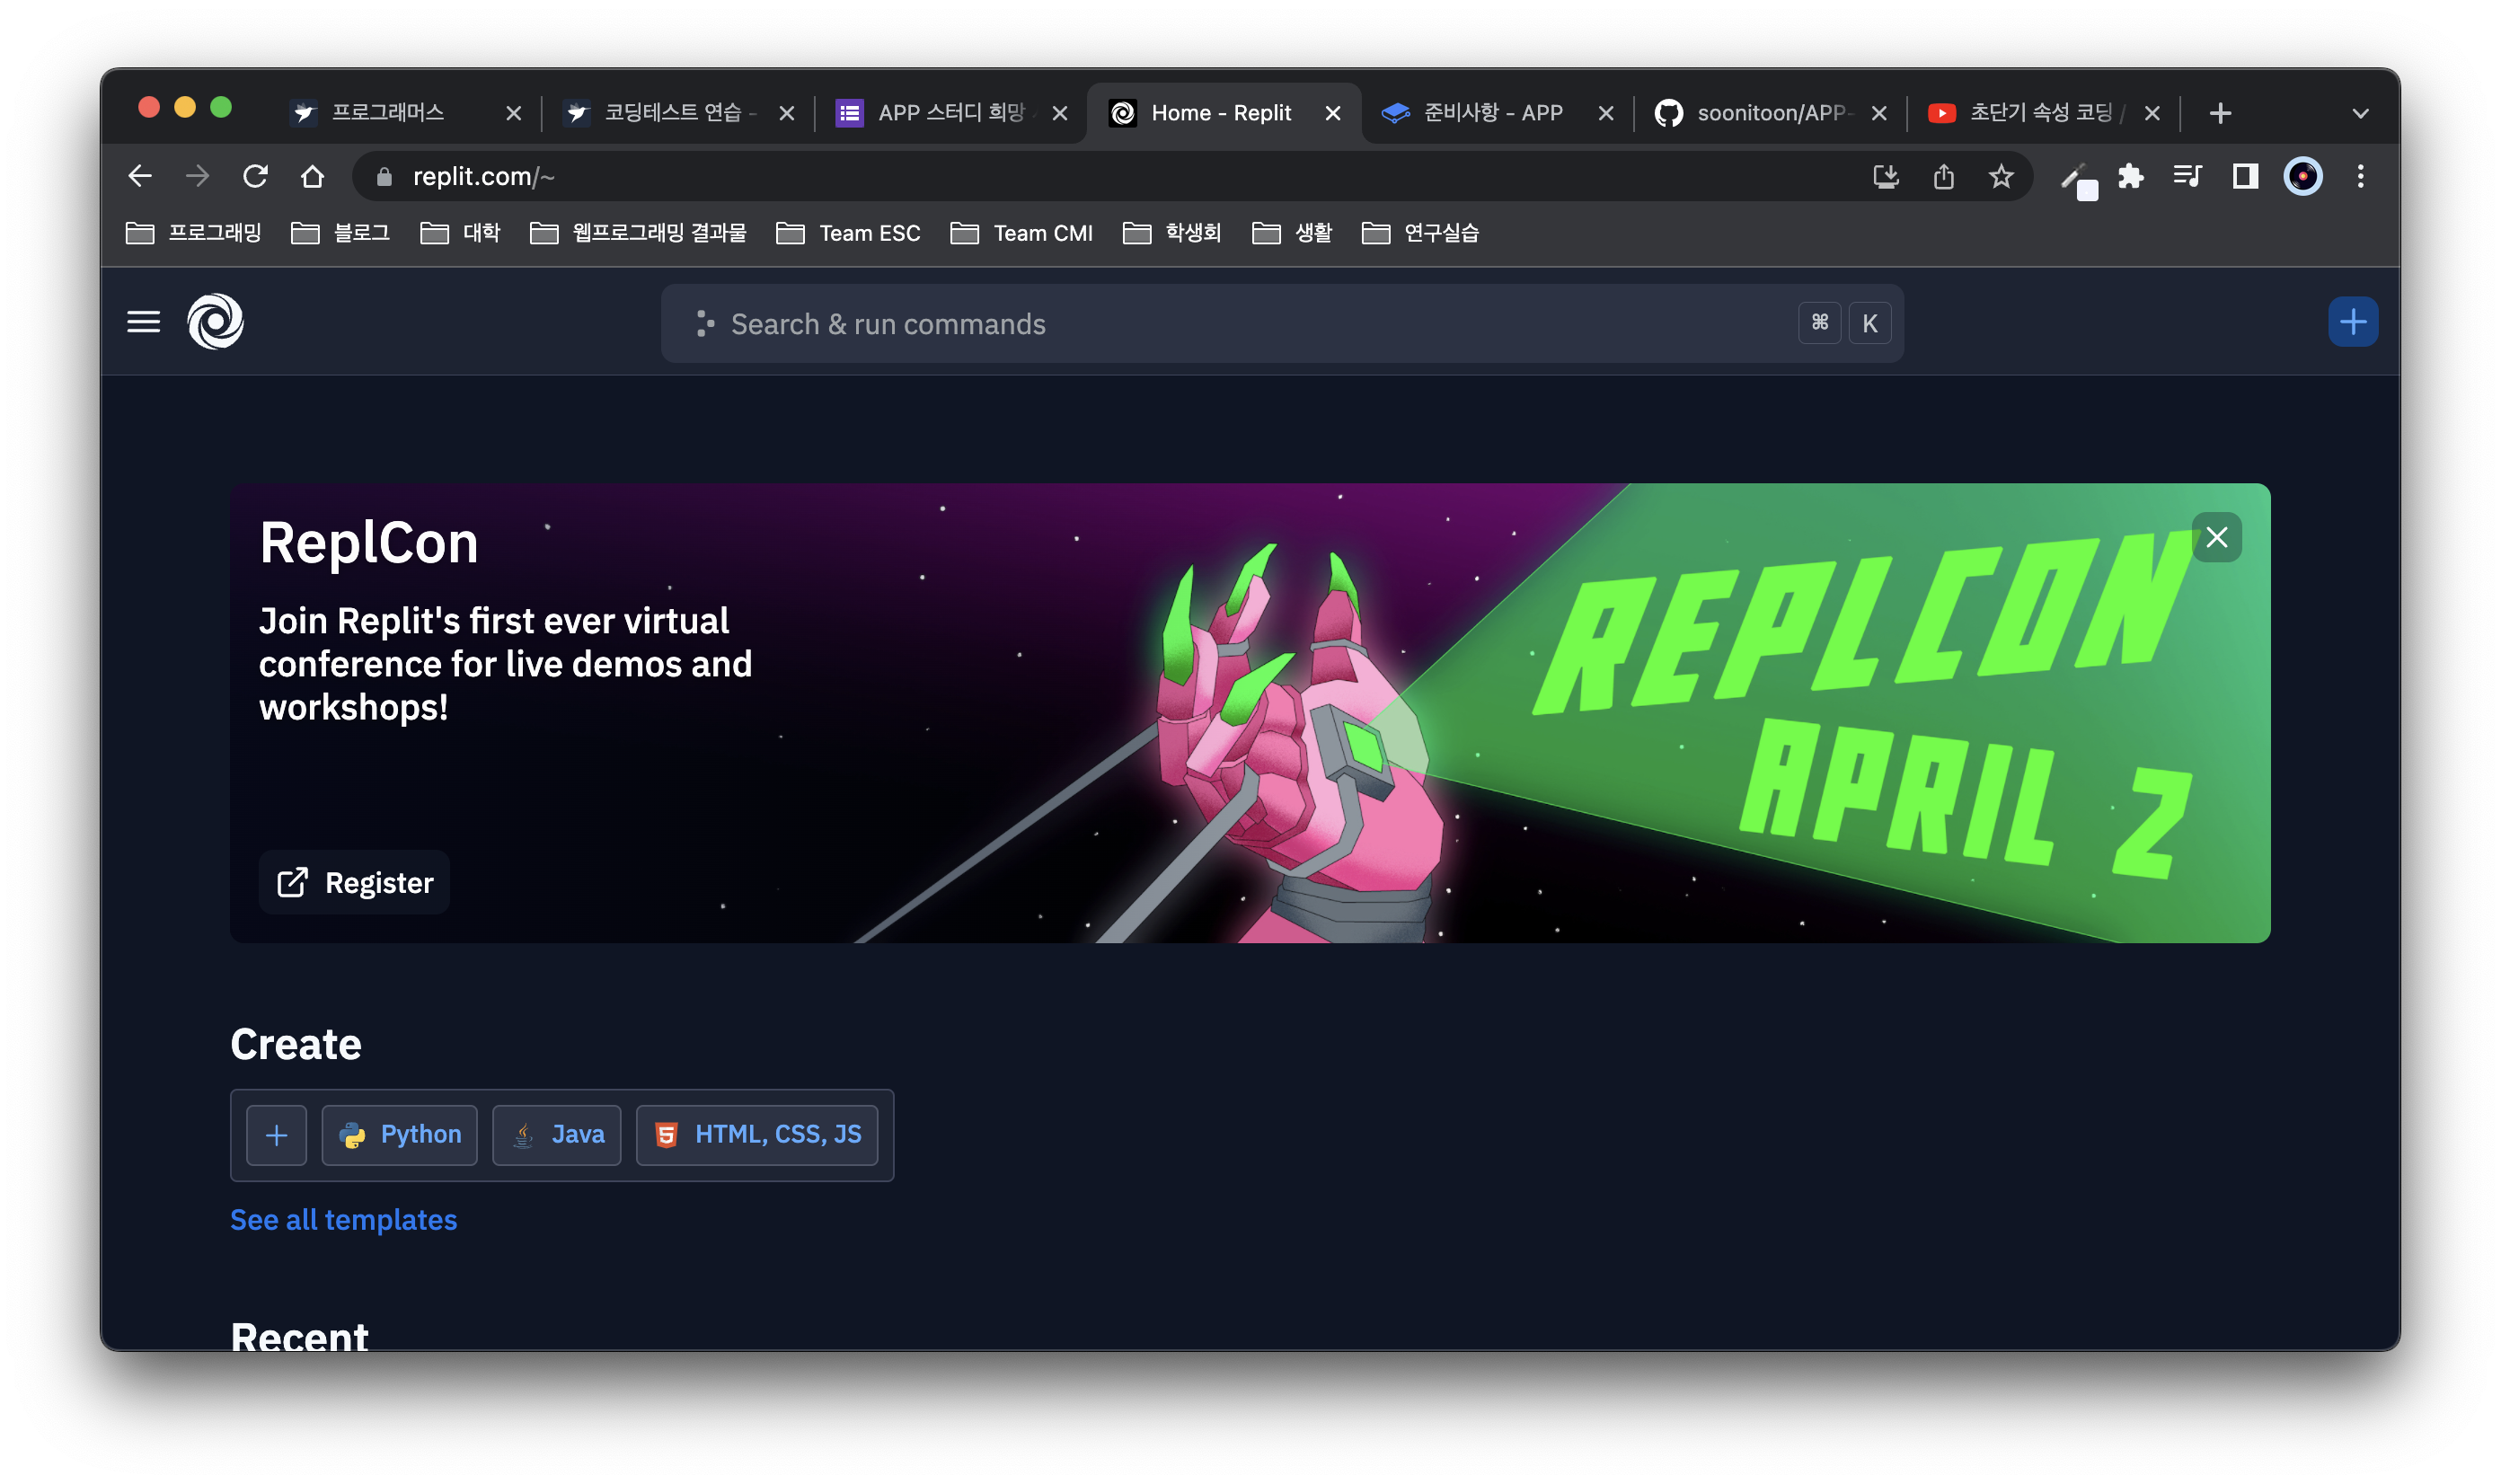 프로그래머스
코딩테스트 연습 -
APP 스터디 희망
Home - Replit
준비사항 - APP
soonitoon/APP-
초단기 속성 코딩 /
replit.com/~
프로그래밍
블로그
대학
웹프로그래밍 결과물
Team ESC
Team CMI
학생회
생활
연구실습
Search & run commands
⌘ K
ReplCon
Join Replit's first ever virtual
conference for live demos and
workshops!
Register
REPLCON
APRIL 2
Create
Python
Java
HTML, CSS, JS
See all templates
Recent